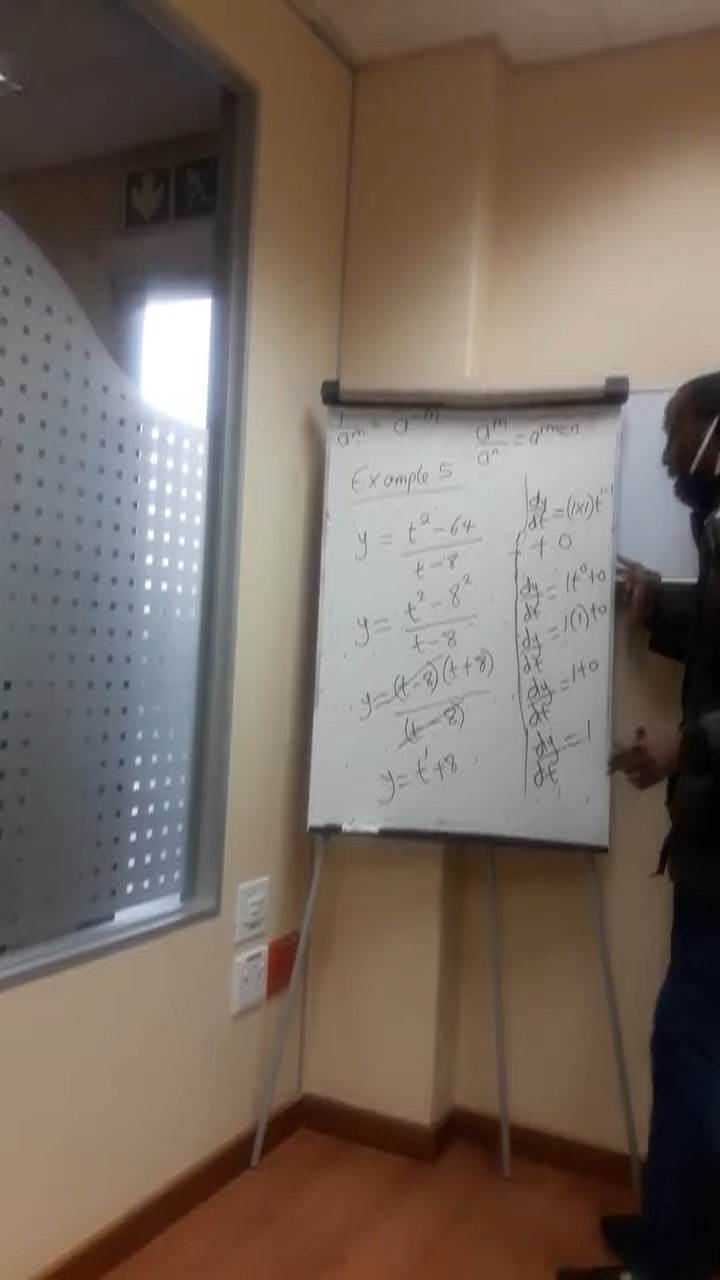 1/a^m = a^-m    a^m/a^n = a^m-n
Example 5
y = t² - 64 / t - 8
y = t² - 8² / t - 8
y = (t - 8)(t + 8) / (t - 8)
y = t¹ + 8
dy/dt = (1×1)t^1-1
+ 0
dy/dt = 1t⁰ + 0
dy/dt = 1(1) + 0
dy/dt = 1 + 0
dy/dt = 1